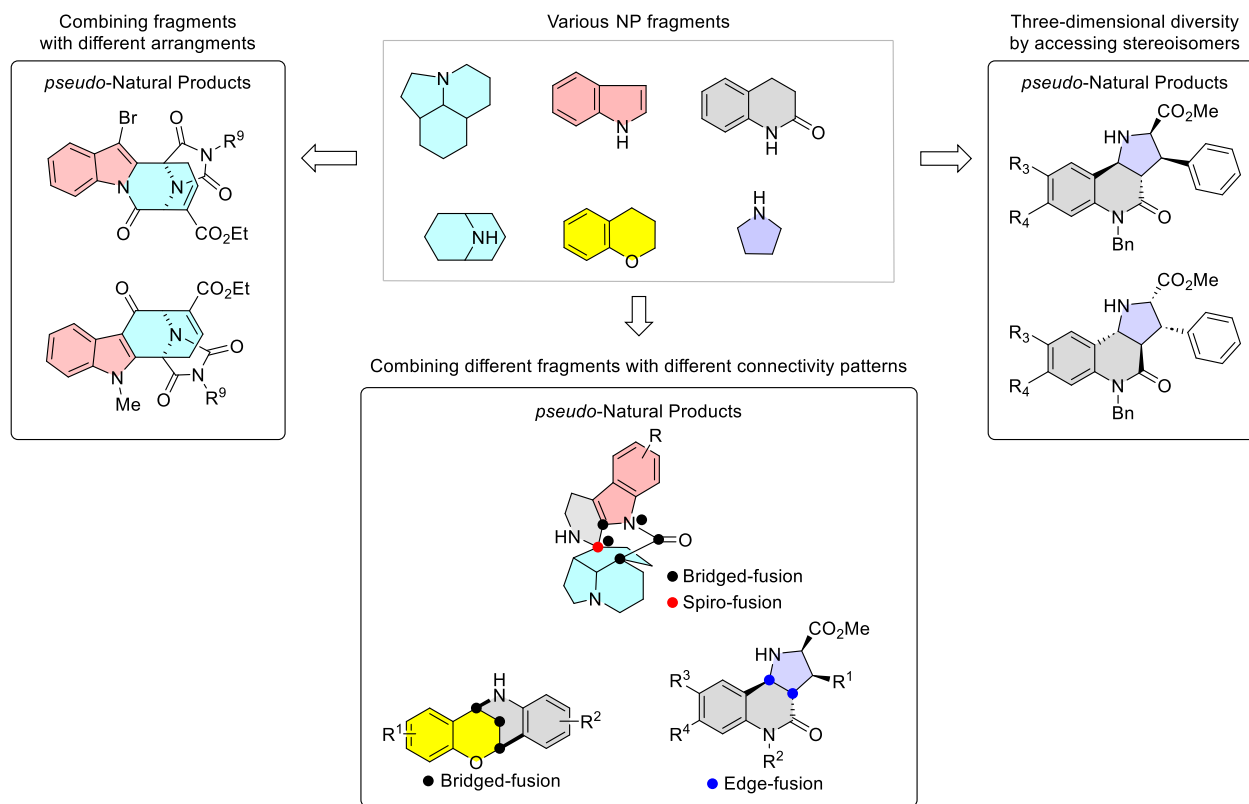 Combining fragments
with different arrangments
pseudo-Natural Products
Br
O
N
R⁹
N
O
N
O
CO₂Et
O
CO₂Et
N
O
N
Me
O
N
R⁹
Various NP fragments
N
N
H
N
H
O
NH
O
H
N
Three-dimensional diversity
by accessing stereoisomers
pseudo-Natural Products
CO₂Me
HN
R₃
R₄
N
O
Bn
CO₂Me
HN
R₃
R₄
N
O
Bn
Combining different fragments with different connectivity patterns
pseudo-Natural Products
R
N
HN
O
N
Bridged-fusion
Spiro-fusion
H
N
R¹
R²
O
Bridged-fusion
CO₂Me
HN
R³
R¹
R⁴
N
O
R²
Edge-fusion